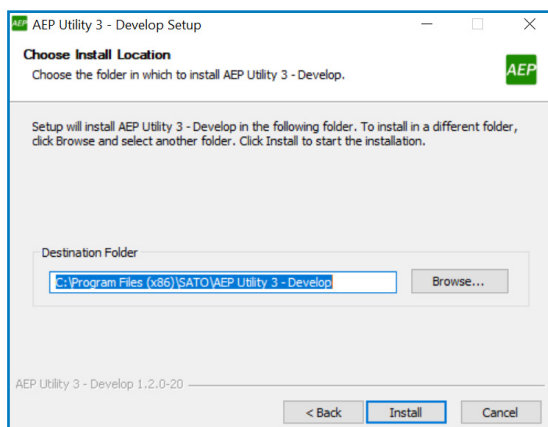 AEP AEP Utility 3 - Develop Setup
Choose Install Location
Choose the folder in which to install AEP Utility 3 - Develop.
AEP
Setup will install AEP Utility 3 - Develop in the following folder. To install in a different folder,
click Browse and select another folder. Click Install to start the installation.
Destination Folder
C:\Program Files (x86)\SATO\AEP Utility 3 - Develop
Browse...
AEP Utility 3 - Develop 1.2.0-20
< Back Install Cancel